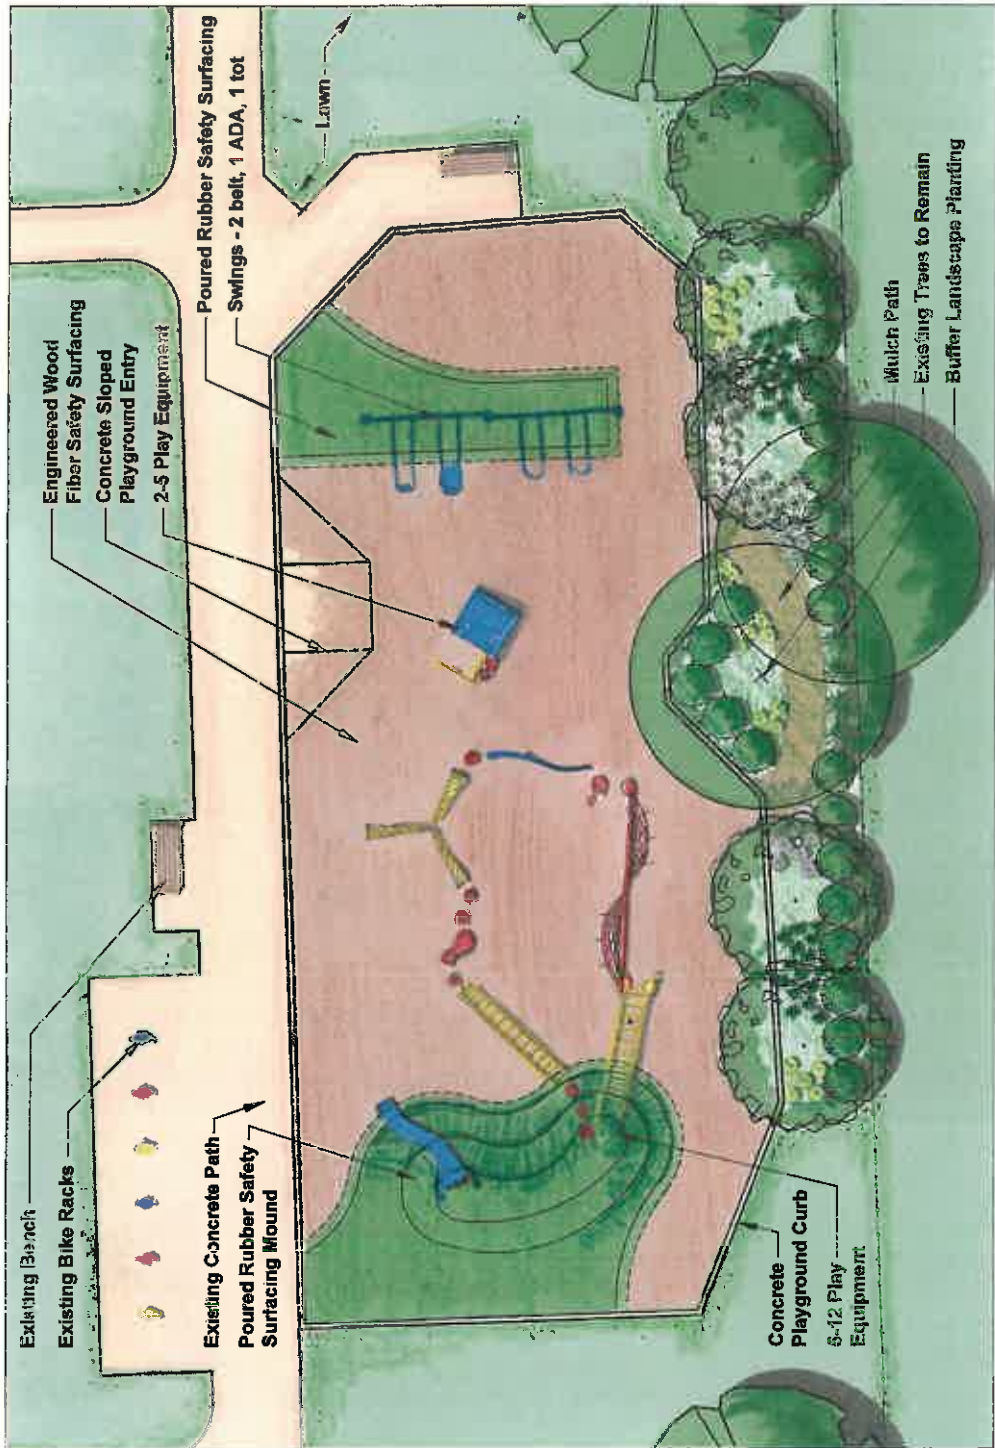 Existing Bench
Existing Bike Racks
Existing Concrete Path
Poured Rubber Safety
Surfacing Mound
Engineered Wood
Fiber Safety Surfacing
Concrete Sloped
Playground Entry
2-5 Play Equipment
Poured Rubber Safety Surfacing
Swings - 2 belt, 1 ADA, 1 tot
Lawn
Concrete
Playground Curb
5-12 Play
Equipment
Mulch Path
Existing Trees to Remain
Buffer Landscape Planting